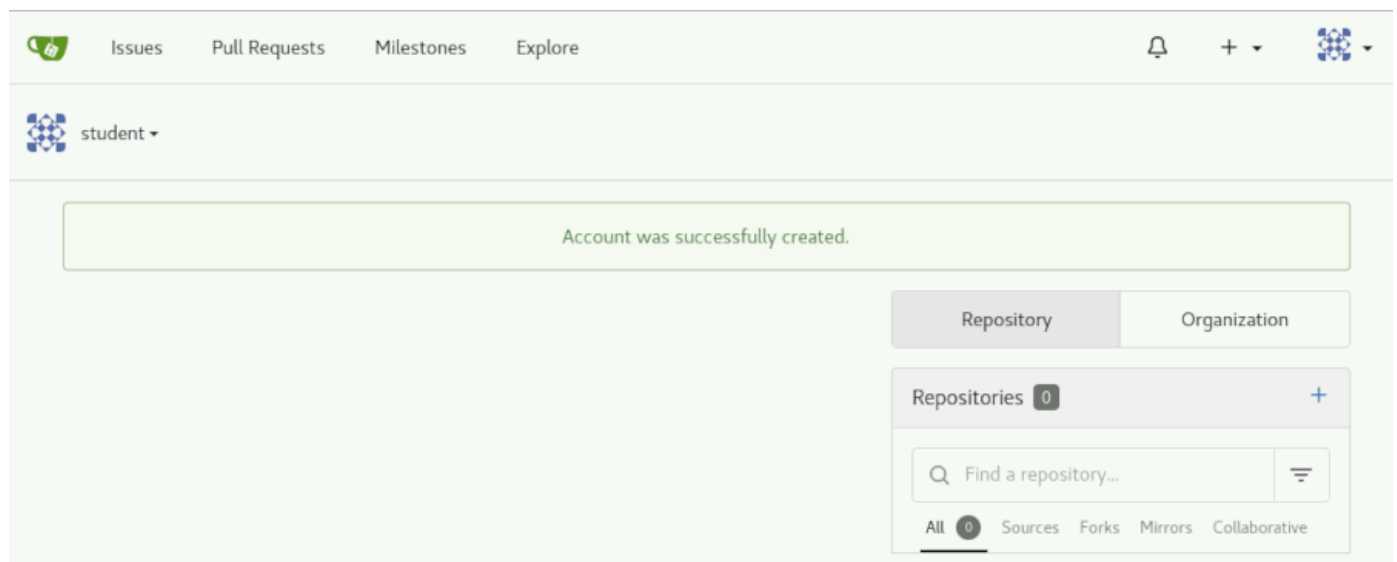 Issues Pull Requests Milestones Explore
student
Account was successfully created.
Repository Organization
Repositories 0
Find a repository...
All 0 Sources Forks Mirrors Collaborative